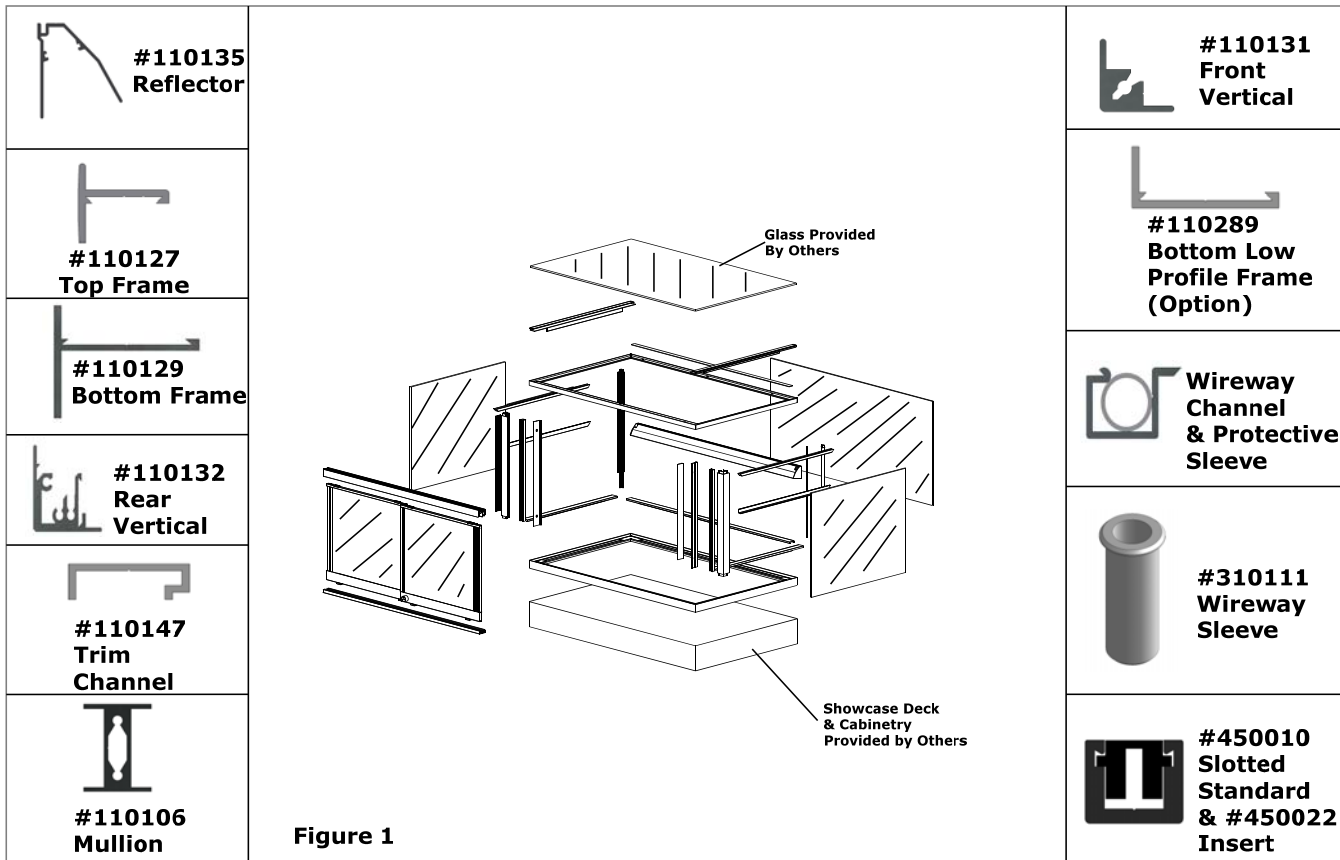 #110135
Reflector
#110127
Top Frame
#110129
Bottom Frame
#110132
Rear
Vertical
#110147
Trim
Channel
#110106
Mullion
Glass Provided
By Others
Showcase Deck
& Cabinetry
Provided by Others
Figure 1
#110131
Front
Vertical
#110289
Bottom Low
Profile Frame
(Option)
Wireway
Channel
& Protective
Sleeve
#310111
Wireway
Sleeve
#450010
Slotted
Standard
& #450022
Insert